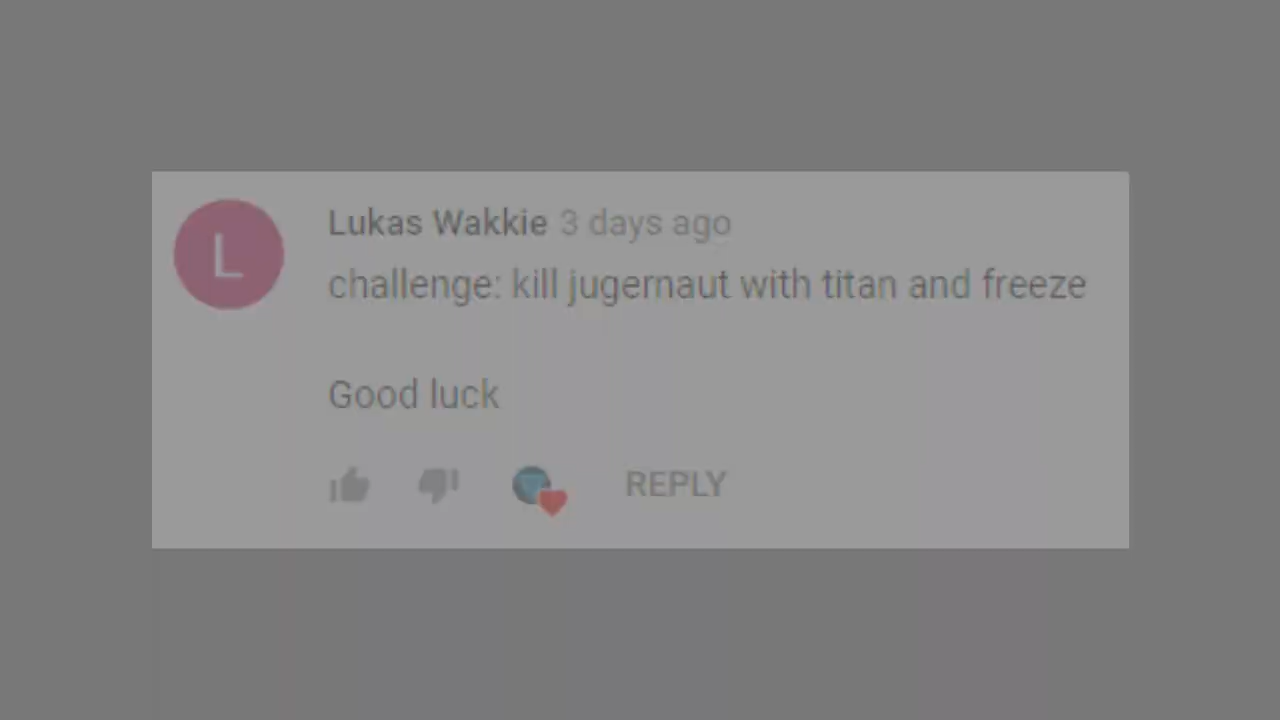 L
Lukas Wakkie 3 days ago
challenge: kill jugernaut with titan and freeze
Good luck
REPLY